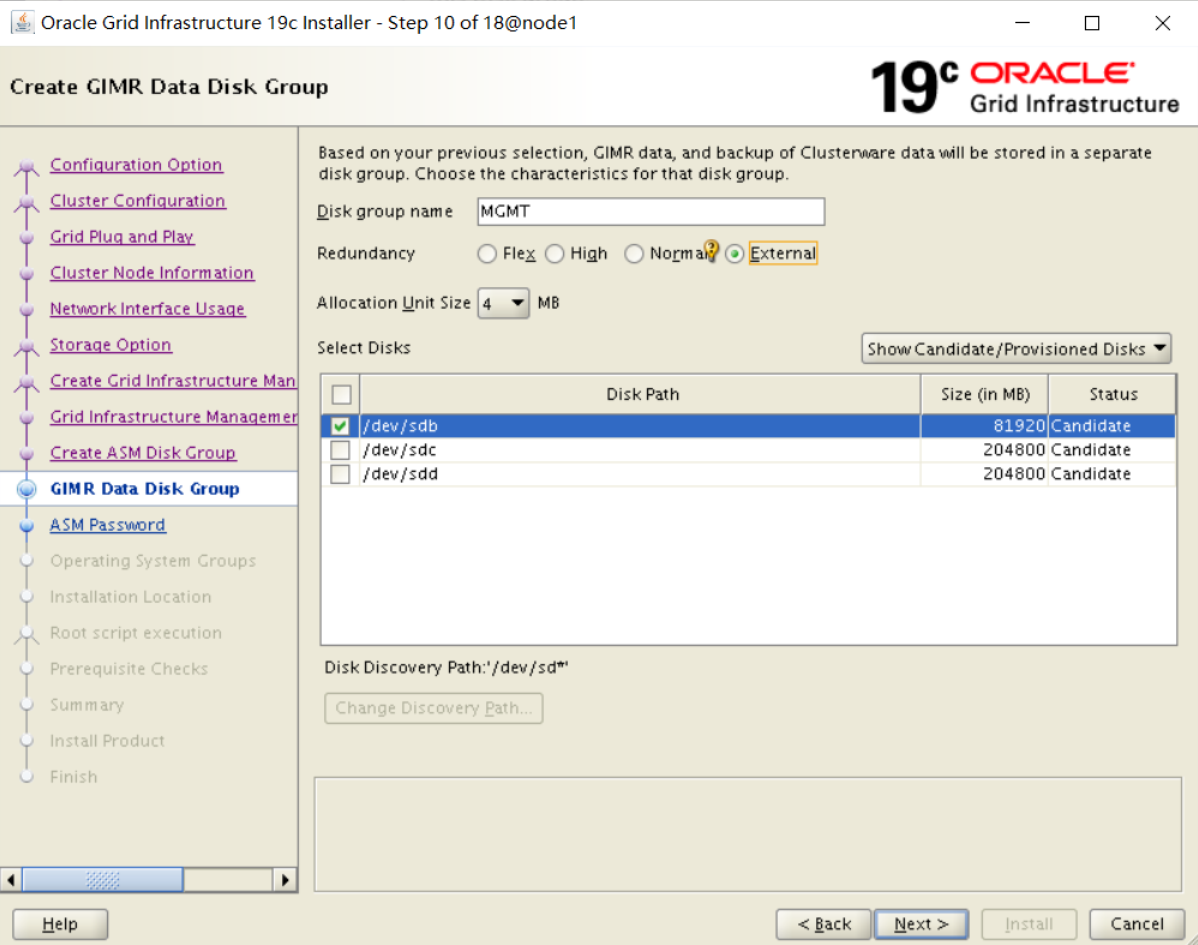 Oracle Grid Infrastructure 19c Installer - Step 10 of 18@node1
Create GIMR Data Disk Group
19c ORACLE
Grid Infrastructure
Configuration Option
Cluster Configuration
Grid Plug and Play
Cluster Node Information
Network Interface Usage
Storage Option
Create Grid Infrastructure Man
Grid Infrastructure Managemer
Create ASM Disk Group
GIMR Data Disk Group
ASM Password
Operating System Groups
Installation Location
Root script execution
Prerequisite Checks
Summary
Install Product
Finish
Based on your previous selection, GIMR data, and backup of Clusterware data will be stored in a separate
disk group. Choose the characteristics for that disk group.
Disk group name MGMT
Redundancy Flex High Normal External
Allocation Unit Size 4 MB
Select Disks Show Candidate/Provisioned Disks
Disk Path Size (in MB) Status
/dev/sdb 81920 Candidate
/dev/sdc 204800 Candidate
/dev/sdd 204800 Candidate
Disk Discovery Path:'/dev/sd*'
Change Discovery Path...
Help < Back Next > Install Cancel